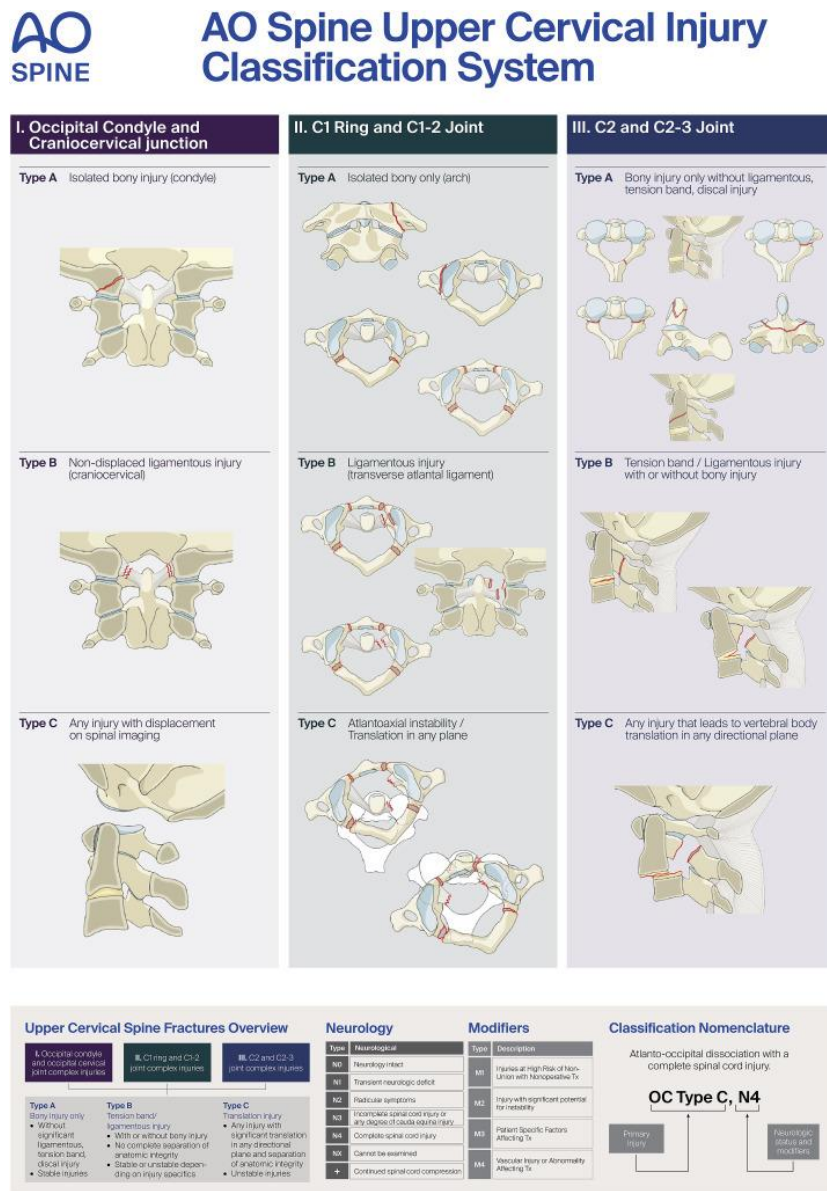 AO
SPINE
AO Spine Upper Cervical Injury
Classification System
I. Occipital Condyle and
Craniocervical junction
Type A Isolated bony injury (condyle)
Type B Non-displaced ligamentous injury
(craniocervical)
Type C Any injury with displacement
on spinal imaging
II. C1 Ring and C1-2 Joint
Type A Isolated bony only (arch)
Type B Ligamentous injury
(transverse atlantal ligament)
Type C Atlantoaxial instability /
Translation in any plane
III. C2 and C2-3 Joint
Type A Bony injury only without ligamentous,
tension band, discal injury
Type B Tension band / Ligamentous injury
with or without bony injury
Type C Any injury that leads to vertebral body
translation in any directional plane
Upper Cervical Spine Fractures Overview
I. Occipital condyle
and occipital cervical
joint complex injuries
II. C1 ring and C1-2
joint complex injuries
III. C2 and C2-3
joint complex injuries
Type A
Bony injury only
• Without
significant
ligamentous,
tension band,
discal injury
• Stable injuries
Type B
Tension band/
ligamentous injury
• With or without bony injury
• No complete separation of
anatomic integrity
• Stable or unstable depen-
ding on injury specifics
Type C
Translation injury
• Any injury with
significant translation
in any directional
plane and separation
of anatomic integrity
• Unstable injuries
Neurology
Type Neurological
N0 Neurology intact
N1 Transient neurologic deficit
N2 Radicular symptoms
N3 Incomplete spinal cord injury or
any degree of cauda equina injury
N4 Complete spinal cord injury
NX Cannot be examined
+ Continued spinal cord compression
Modifiers
Type Description
M1 Injuries at High Risk of Non-
Union with Nonoperative Tx
M2 Injury with significant potential
for instability
M3 Patient Specific Factors
Affecting Tx
M4 Vascular Injury or Abnormality
Affecting Tx
Classification Nomenclature
Atlanto-occipital dissociation with a
complete spinal cord injury.
OC Type C, N4
Primary
Injury
Neurologic
status and
modifiers